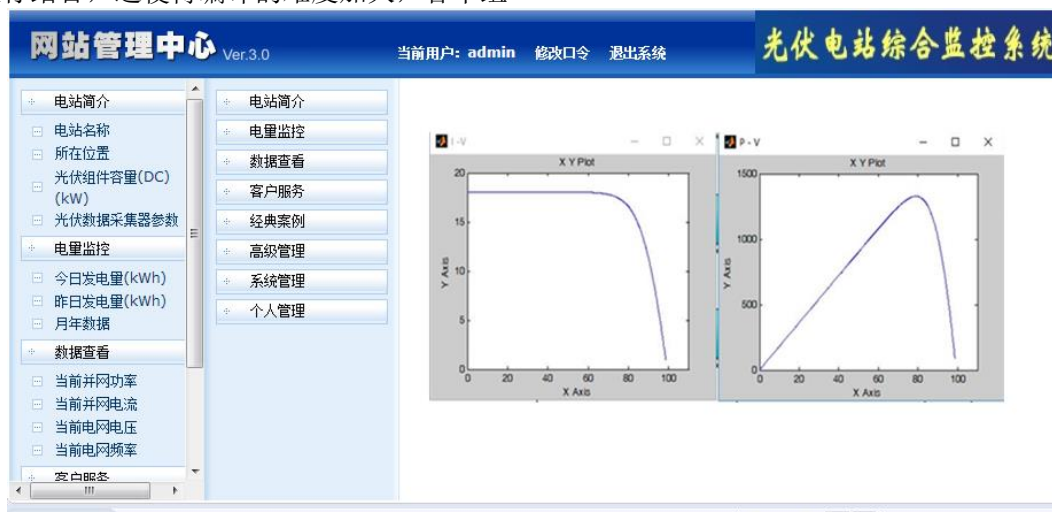 网站管理中心 Ver.3.0
当前用户: admin 修改口令 退出系统
光伏电站综合监控系统
电站简介
电站名称
所在位置
光伏组件容量(DC)
(kW)
光伏数据采集器参数
电量监控
今日发电量(kWh)
昨日发电量(kWh)
月年数据
数据查看
当前并网功率
当前并网电流
当前电网电压
当前电网频率
客户服务
电站简介
电量监控
数据查看
客户服务
经典案例
高级管理
系统管理
个人管理
I-V
X Y Plot
20
15
10
5
0
Y Axis
0 20 40 60 80 100
X Axis
P-V
X Y Plot
1500
1000
500
0
Y Axis
0 20 40 60 80 100
X Axis